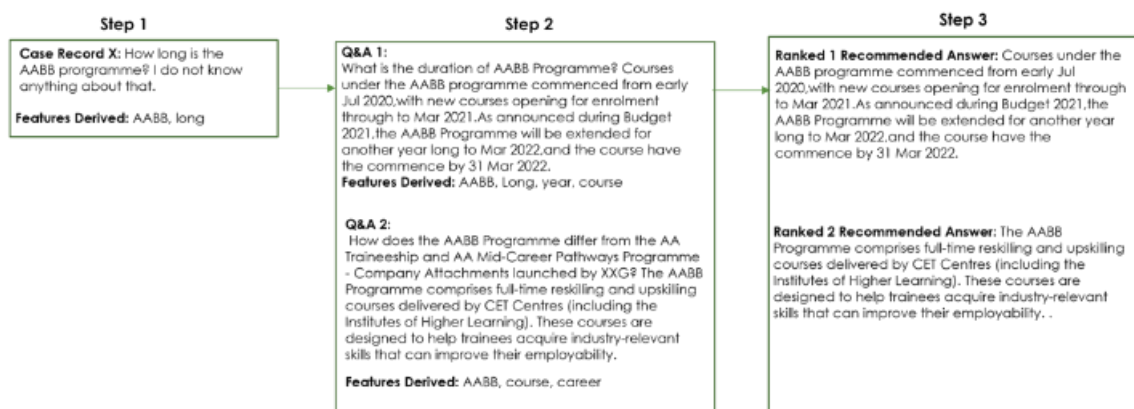 Step 1
Case Record X: How long is the
AABB prorgramme? I do not know
anything about that.
Features Derived: AABB, long
Step 2
Q&A 1:
What is the duration of AABB Programme? Courses
under the AABB programme commenced from early
Jul 2020,with new courses opening for enrolment
through to Mar 2021.As announced during Budget
2021,the AABB Programme will be extended for
another year long to Mar 2022,and the course have
the commence by 31 Mar 2022.
Features Derived: AABB, Long, year, course
Q&A 2:
How does the AABB Programme differ from the AA
Traineeship and AA Mid-Career Pathways Programme
- Company Attachments launched by XXG? The AABB
Programme comprises full-time reskilling and upskilling
courses delivered by CET Centres (including the
Institutes of Higher Learning). These courses are
designed to help trainees acquire industry-relevant
skills that can improve their employability.
Features Derived: AABB, course, career
Step 3
Ranked 1 Recommended Answer: Courses under the
AABB programme commenced from early Jul
2020,with new courses opening for enrolment through
to Mar 2021.As announced during Budget 2021,the
AABB Programme will be extended for another year
long to Mar 2022,and the course have the
commence by 31 Mar 2022.
Ranked 2 Recommended Answer: The AABB
Programme comprises full-time reskilling and upskilling
courses delivered by CET Centres (including the
Institutes of Higher Learning). These courses are
designed to help trainees acquire industry-relevant
skills that can improve their employability. .